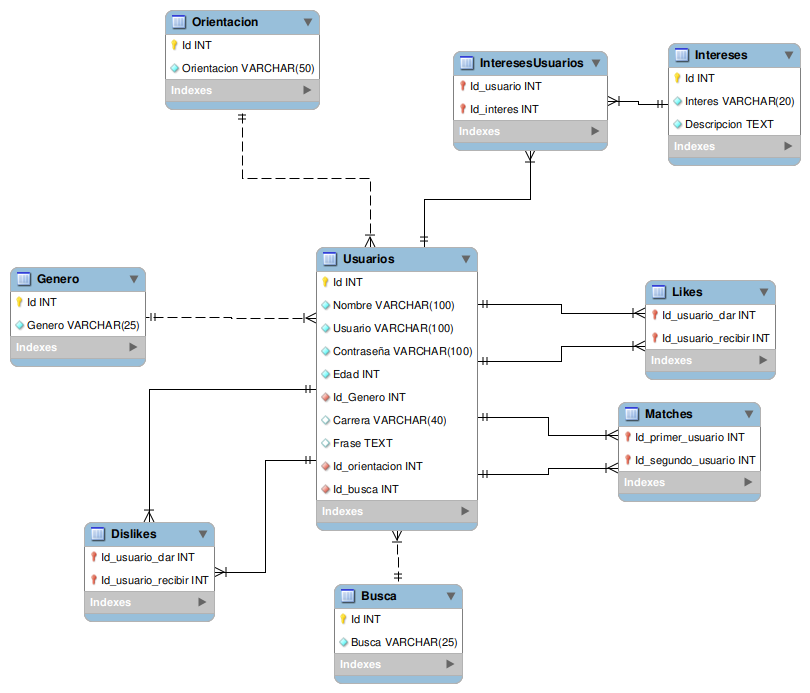 Orientacion
Id INT
Orientacion VARCHAR(50)
Indexes
InteresesUsuarios
Id_usuario INT
Id_interes INT
Indexes
Intereses
Id INT
Interes VARCHAR(20)
Descripcion TEXT
Indexes
Genero
Id INT
Genero VARCHAR(25)
Indexes
Usuarios
Id INT
Nombre VARCHAR(100)
Usuario VARCHAR(100)
Contraseña VARCHAR(100)
Edad INT
Id_Genero INT
Carrera VARCHAR(40)
Frase TEXT
Id_orientacion INT
Id_busca INT
Indexes
Likes
Id_usuario_dar INT
Id_usuario_recibir INT
Indexes
Matches
Id_primer_usuario INT
Id_segundo_usuario INT
Indexes
Dislikes
Id_usuario_dar INT
Id_usuario_recibir INT
Indexes
Busca
Id INT
Busca VARCHAR(25)
Indexes